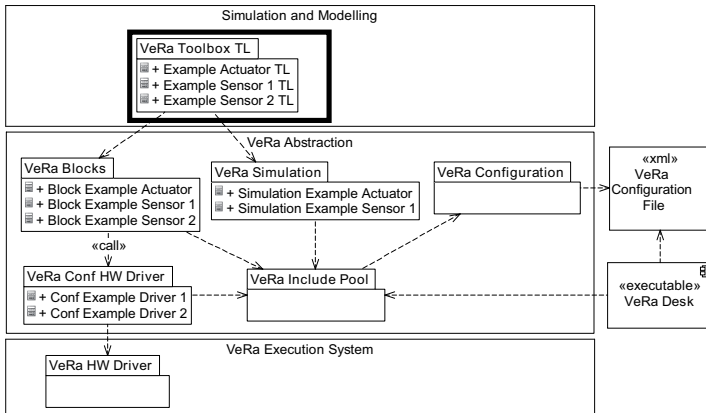 Simulation and Modelling
VeRa Toolbox TL
+ Example Actuator TL
+ Example Sensor 1 TL
+ Example Sensor 2 TL
VeRa Abstraction
VeRa Blocks
+ Block Example Actuator
+ Block Example Sensor 1
+ Block Example Sensor 2
VeRa Simulation
+ Simulation Example Actuator
+ Simulation Example Sensor 1
VeRa Configuration
«xml»
VeRa
Configuration
File
«call»
VeRa Conf HW Driver
+ Conf Example Driver 1
+ Conf Example Driver 2
VeRa Include Pool
«executable»
VeRa Desk
VeRa Execution System
VeRa HW Driver